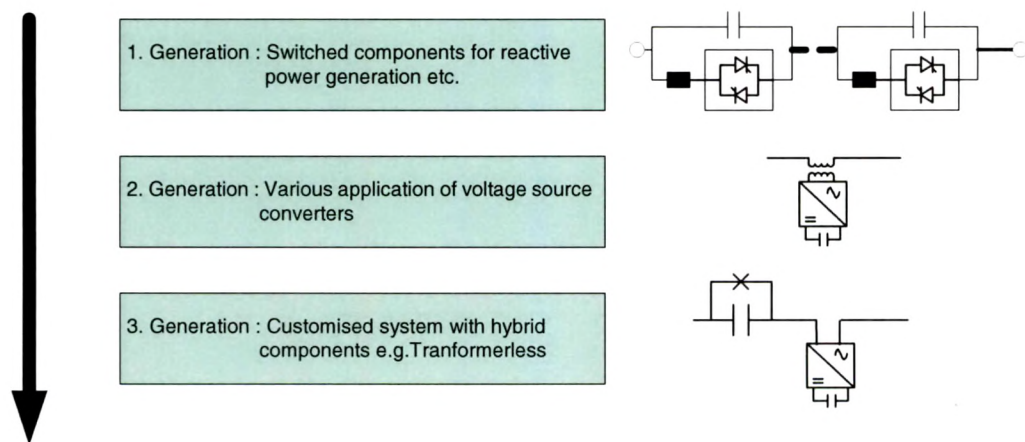 1. Generation : Switched components for reactive
power generation etc.
2. Generation : Various application of voltage source
converters
3. Generation : Customised system with hybrid
components e.g.Tranformerless